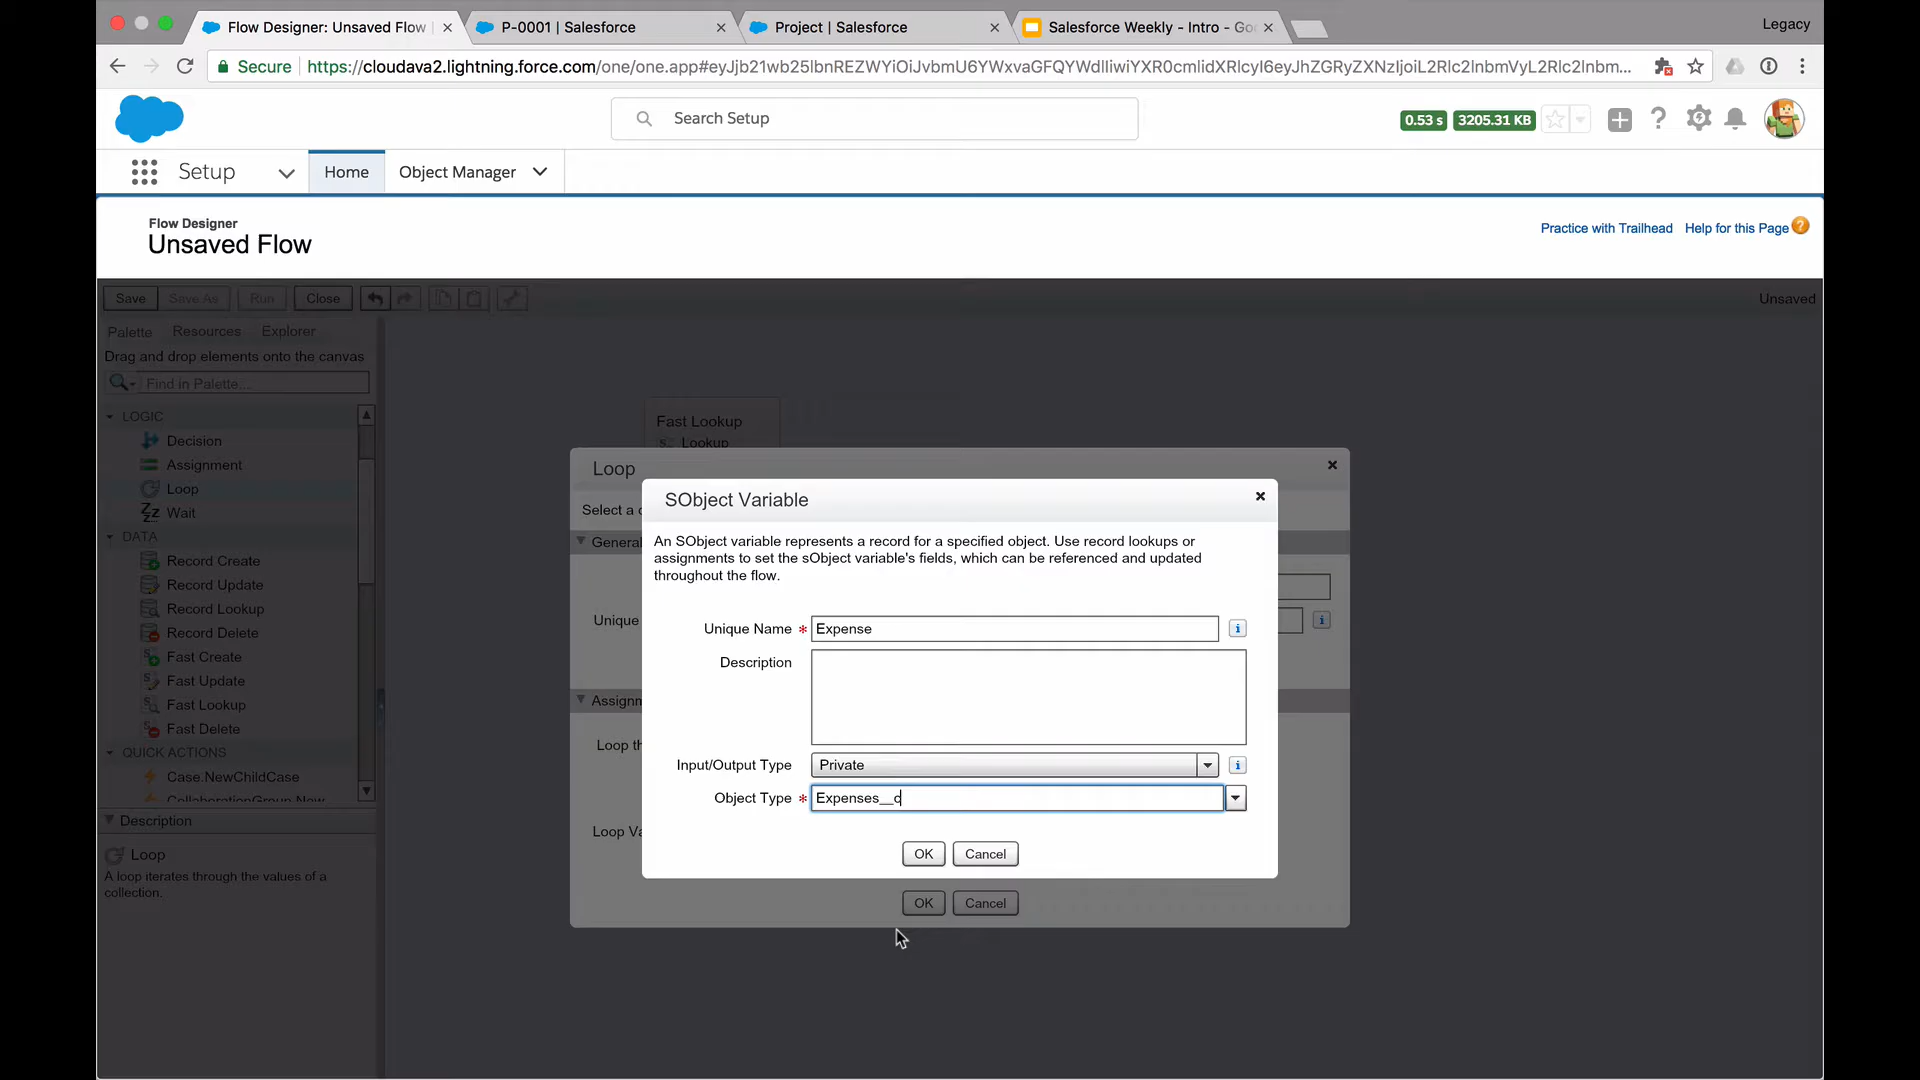 Flow Designer: Unsaved Flow
P-0001 | Salesforce
Project | Salesforce
Salesforce Weekly - Intro - Go
Legacy
Secure
https://cloudava2.lightning.force.com/one/one.app#eyJjb21wb25lbnREZWYiOiJvbmU6YWxvaGFQYWdlIiwiYXR0cmlidXRlcyI6eyJhZGRyZXNzIjoiL2Rlc2lnbmVyL2Rlc2lnbm...
Search Setup
0.53 s
3205.31 KB
Setup
Home
Object Manager
Flow Designer
Unsaved Flow
Practice with Trailhead
Help for this Page
Save
Save As
Run
Close
Unsaved
Palette
Resources
Explorer
Drag and drop elements onto the canvas
Find in Palette...
LOGIC
Decision
Assignment
Loop
Wait
DATA
Record Create
Record Update
Record Lookup
Record Delete
Fast Create
Fast Update
Fast Lookup
Fast Delete
QUICK ACTIONS
Case.NewChildCase
CollaborationGroup.New
Description
Loop
A loop iterates through the values of a
collection.
Fast Lookup
Lookup
Loop
Select a
General
Unique
Loop
SObject Variable
An SObject variable represents a record for a specified object. Use record lookups or
assignments to set the sObject variable's fields, which can be referenced and updated
throughout the flow.
Unique Name * Expense
Description
Input/Output Type Private
Object Type * Expenses__c
OK
Cancel
OK
Cancel